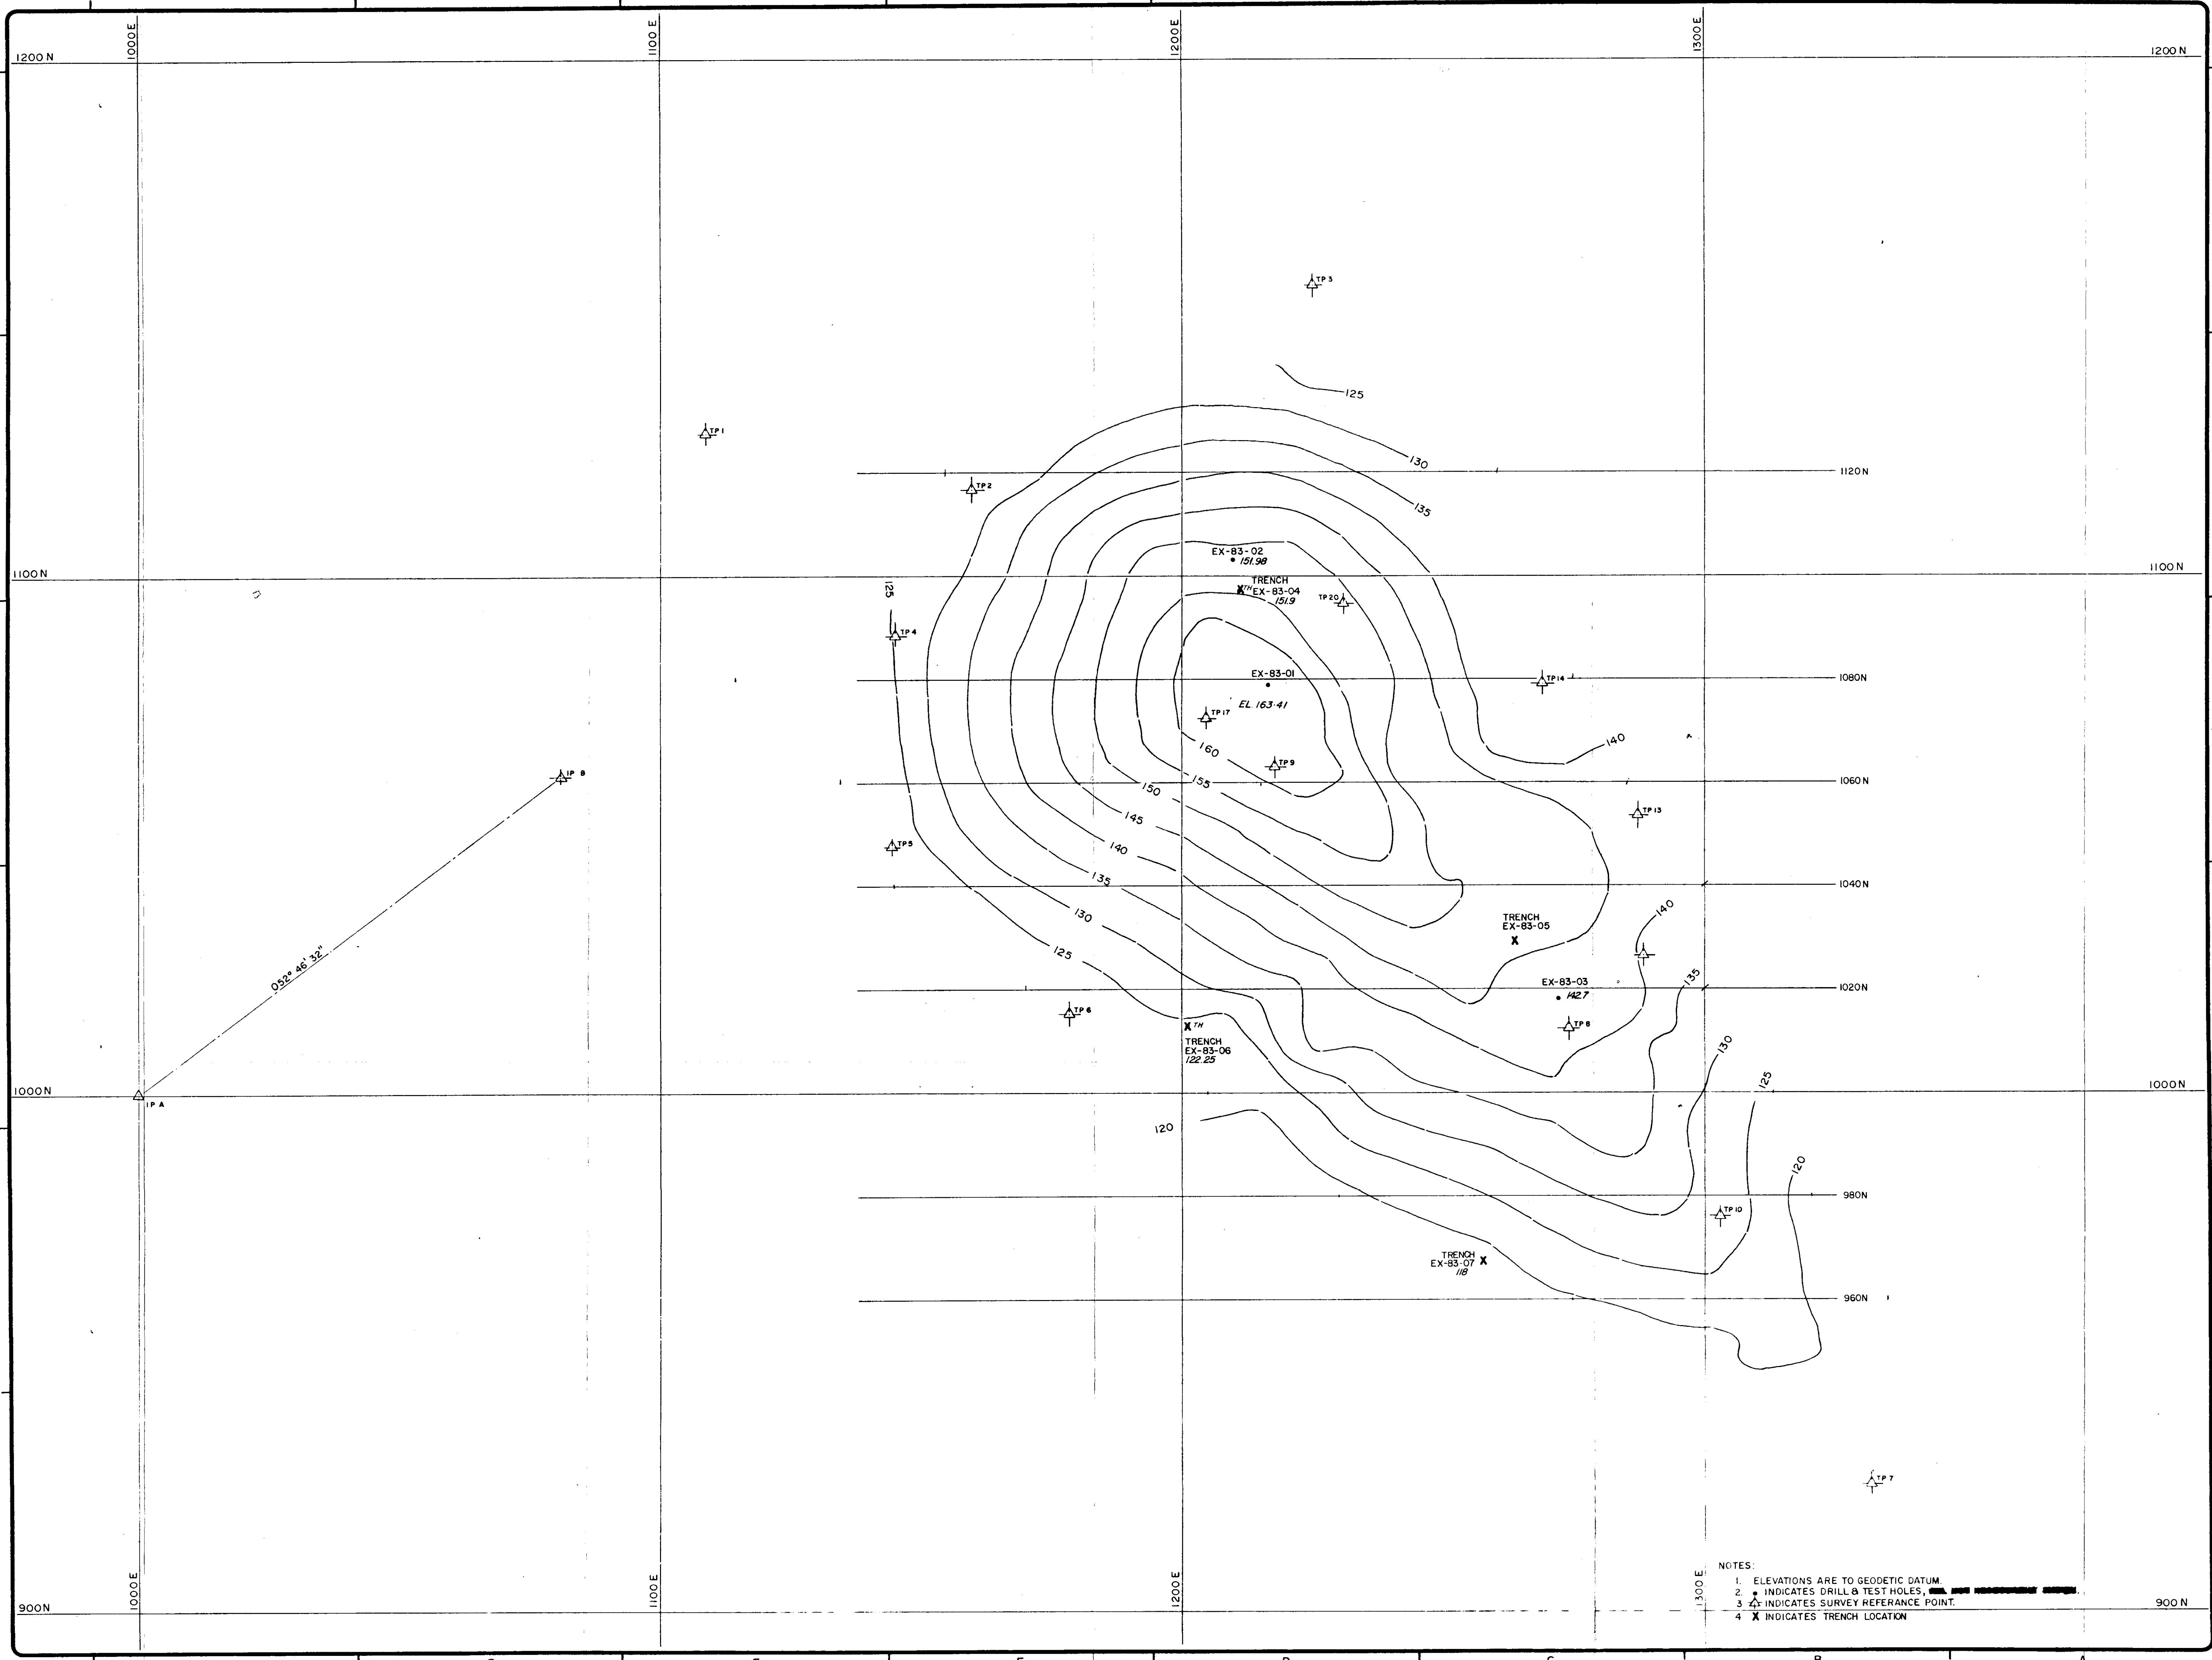 1000 E
1100 E
1200 E
1300 E
1200 N
1200 N
TP 3
125
TP 1
130
1120 N
TP 2
135
EX-83-02
151.98
1100 N
1100 N
125
TRENCH
TH EX-83-04
151.9
TP 20
TP 4
EX-83-01
1080N
TP 14
EL. 163.41
TP 17
160
140
IP B
TP 9
155
1060N
150
145
TP 13
TP 5
140
135
1040N
130
140
TRENCH
EX-83-05
125
052° 46' 32"
135
EX-83-03
142.7
1020N
TP 6
TH
TP 8
TRENCH
EX-83-06
122.25
130
125
1000N
1000 N
IP A
120
120
980N
TP 10
TRENCH
EX-83-07
118
960N
TP 7
NOTES:
1. ELEVATIONS ARE TO GEODETIC DATUM.
2. • INDICATES DRILL & TEST HOLES,
3 INDICATES SURVEY REFERANCE POINT.
4 X INDICATES TRENCH LOCATION
1000 E
1100 E
1200 E
1300 E
900N
900 N